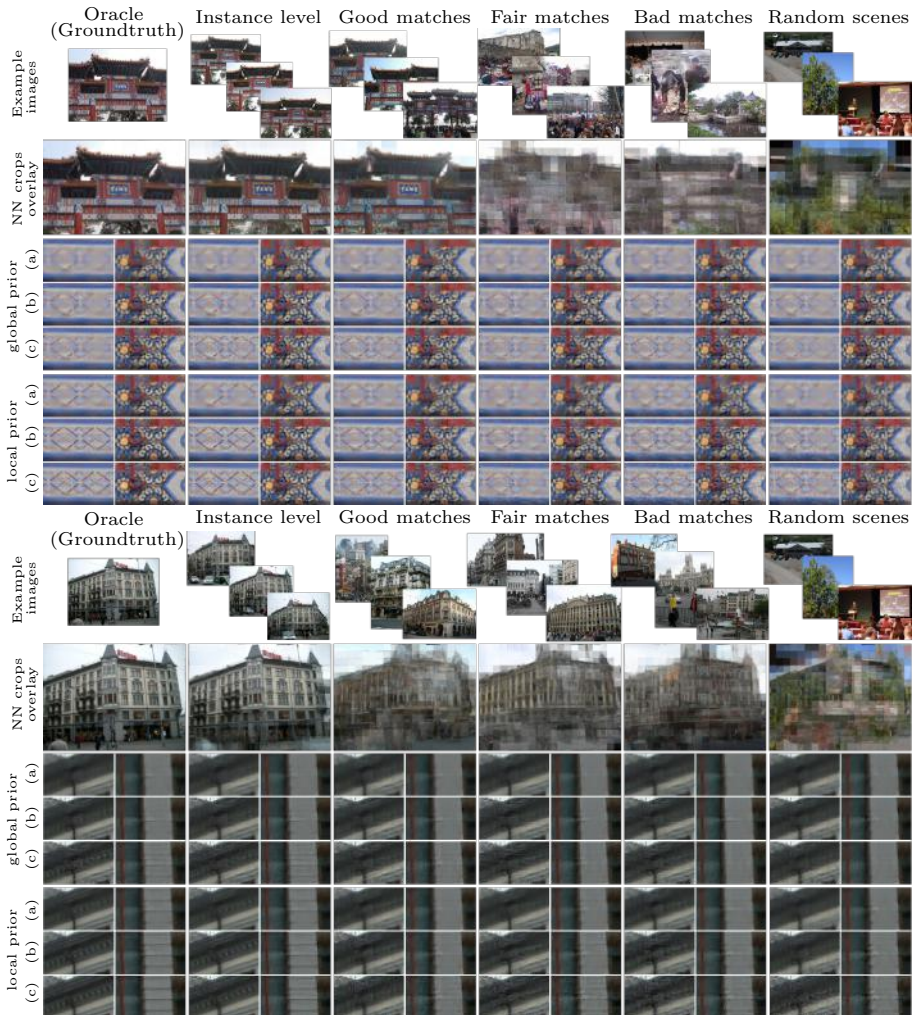 Oracle
(Groundtruth)
Instance level
Good matches
Fair matches
Bad matches
Random scenes
Example
images
NN crops
overlay
global prior
(a)
(b)
(c)
local prior
(a)
(b)
(c)
Oracle
(Groundtruth)
Instance level
Good matches
Fair matches
Bad matches
Random scenes
Example
images
NN crops
overlay
global prior
(a)
(b)
(c)
local prior
(a)
(b)
(c)